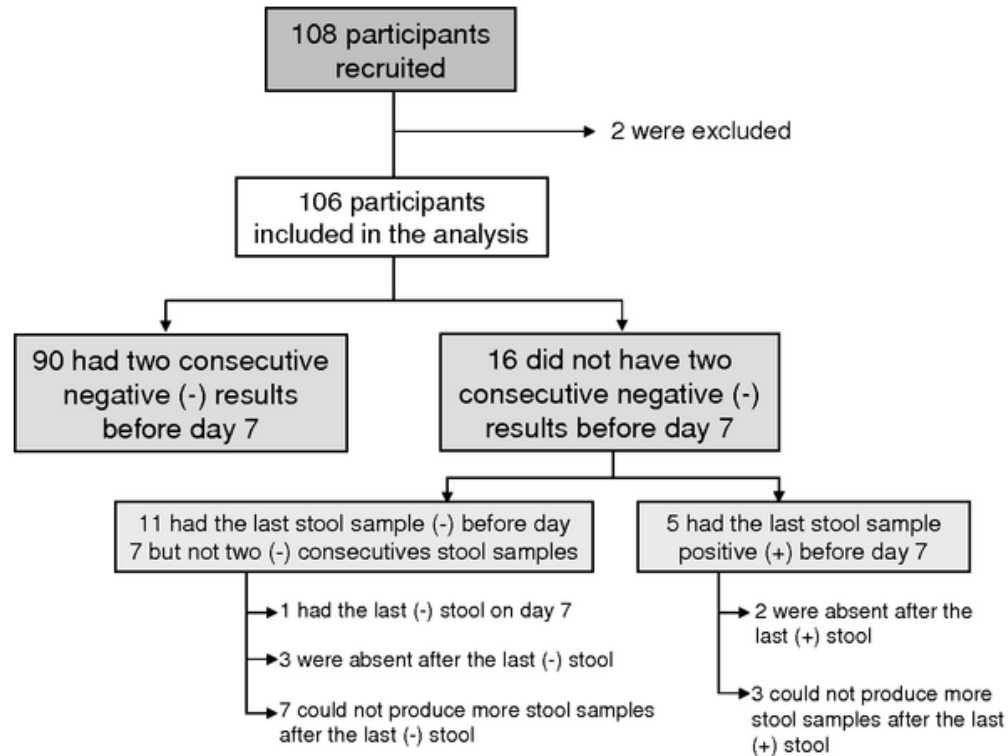 108 participants
recruited
2 were excluded
106 participants
included in the analysis
90 had two consecutive
negative (-) results
before day 7
16 did not have two
consecutive negative (-)
results before day 7
11 had the last stool sample (-) before day
7 but not two (-) consecutives stool samples
1 had the last (-) stool on day 7
3 were absent after the last (-) stool
7 could not produce more stool samples
after the last (-) stool
5 had the last stool sample
positive (+) before day 7
2 were absent after the
last (+) stool
3 could not produce more
stool samples after the last
(+) stool